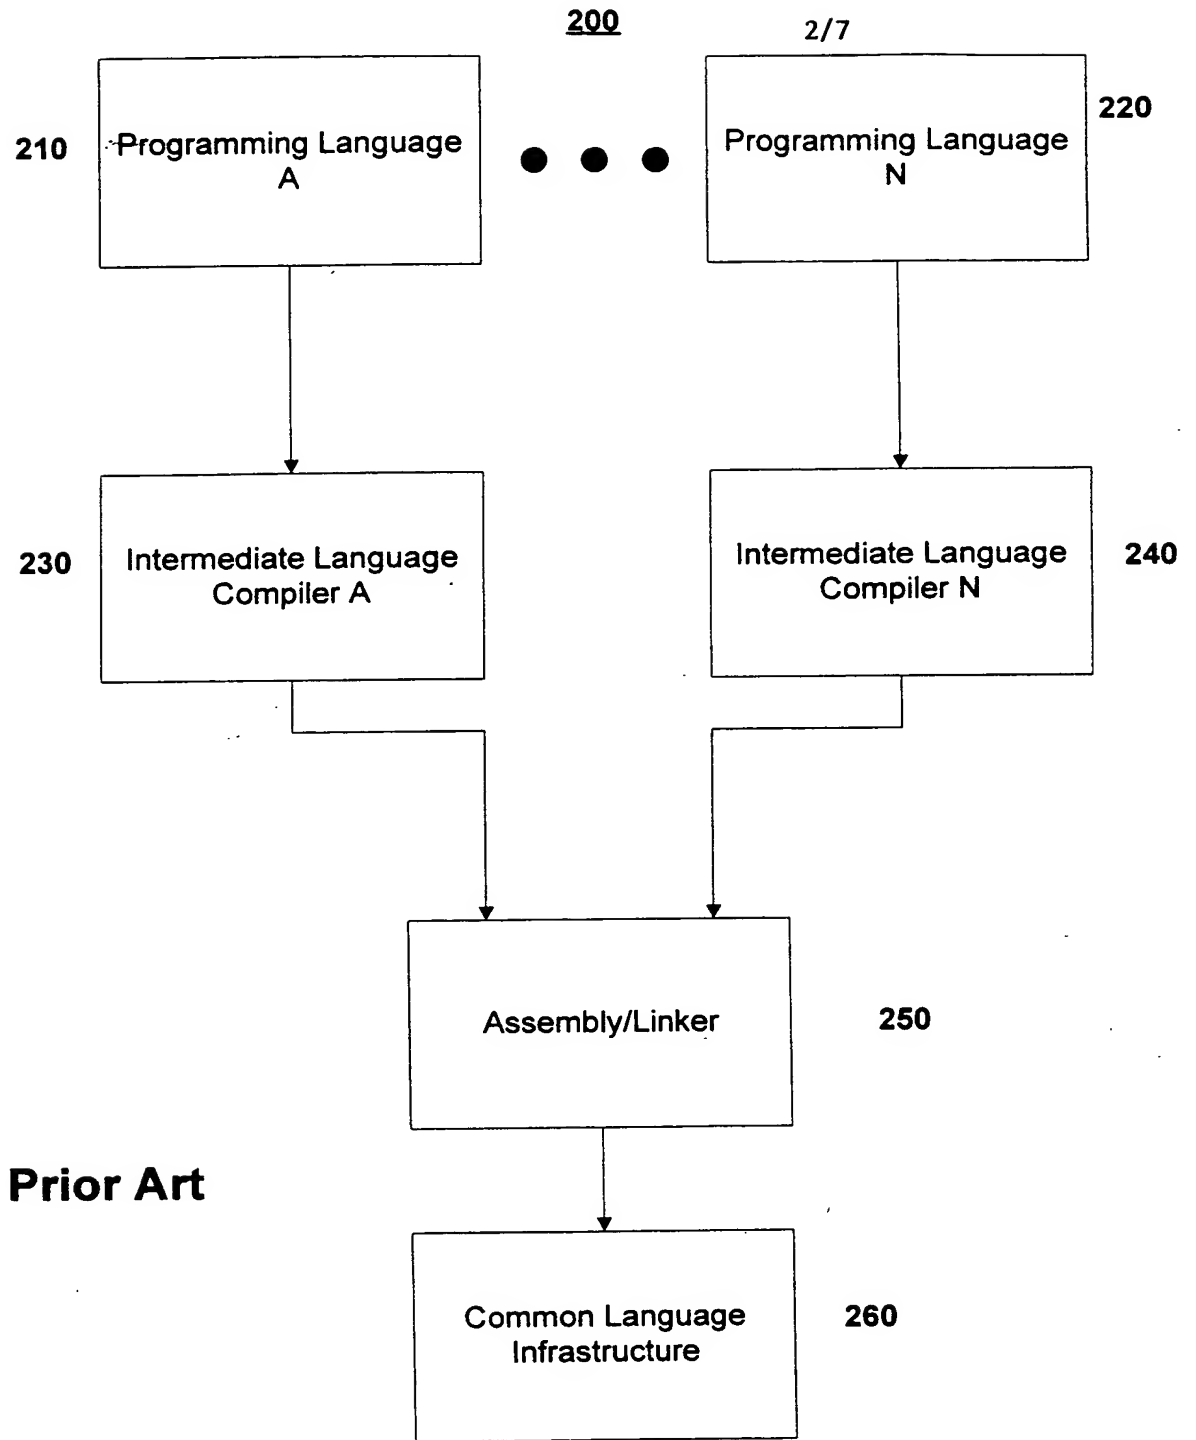 200
2/7
210
Programming Language
A
Programming Language
N
220
230
Intermediate Language
Compiler A
Intermediate Language
Compiler N
240
Assembly/Linker
250
Prior Art
Common Language
Infrastructure
260